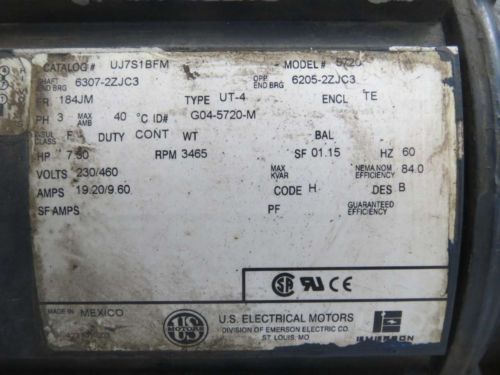 CATALOG # UJ7S1BFM MODEL # 5720
SHAFT END BRG 6307-2ZJC3 OPP END BRG 6205-2ZJC3
FR 184JM TYPE UT-4 ENCL TE
PH 3 MAX AMB 40 °C ID# G04-5720-M
INSUL CLASS F DUTY CONT WT BAL
HP 7.50 RPM 3465 SF 01.15 HZ 60
VOLTS 230/460 MAX KVAR NEMA NOM EFFICIENCY 84.0
AMPS 19.20/9.60 CODE H DES B
SF AMPS PF GUARANTEED EFFICIENCY
SA RU CE
MADE IN MEXICO
US MOTORS
U.S. ELECTRICAL MOTORS
DIVISION OF EMERSON ELECTRIC CO.
ST. LOUIS, MO
EMERSON